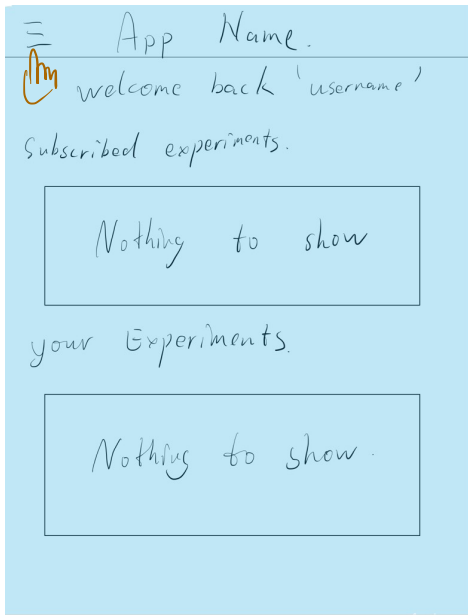 App Name.
welcome back 'username'
Subscribed experiments.
Nothing to show
your Experiments.
Nothing to show.